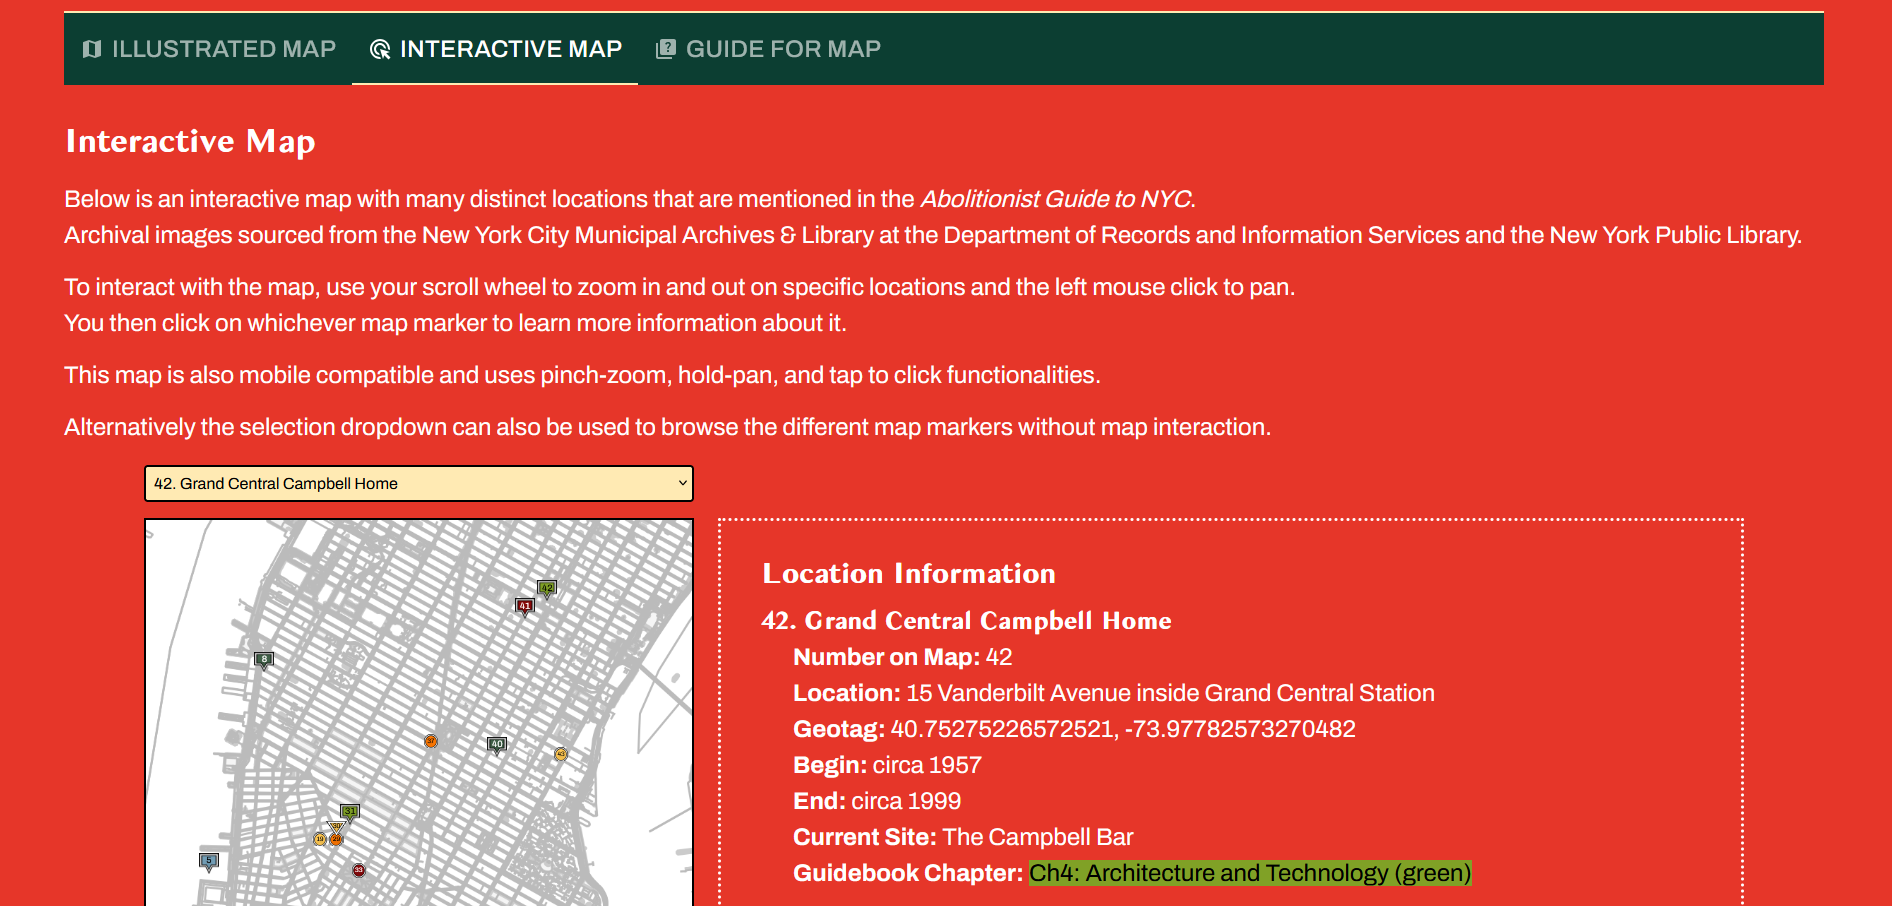 ILLUSTRATED MAP
INTERACTIVE MAP
GUIDE FOR MAP
Interactive Map
Below is an interactive map with many distinct locations that are mentioned in the Abolitionist Guide to NYC.
Archival images sourced from the New York City Municipal Archives & Library at the Department of Records and Information Services and the New York Public Library.
To interact with the map, use your scroll wheel to zoom in and out on specific locations and the left mouse click to pan.
You then click on whichever map marker to learn more information about it.
This map is also mobile compatible and uses pinch-zoom, hold-pan, and tap to click functionalities.
Alternatively the selection dropdown can also be used to browse the different map markers without map interaction.
42. Grand Central Campbell Home
42
41
8
37
40
43
31
19
33
5
Location Information
42. Grand Central Campbell Home
Number on Map: 42
Location: 15 Vanderbilt Avenue inside Grand Central Station
Geotag: 40.75275226572521, -73.97782573270482
Begin: circa 1957
End: circa 1999
Current Site: The Campbell Bar
Guidebook Chapter: Ch4: Architecture and Technology (green)